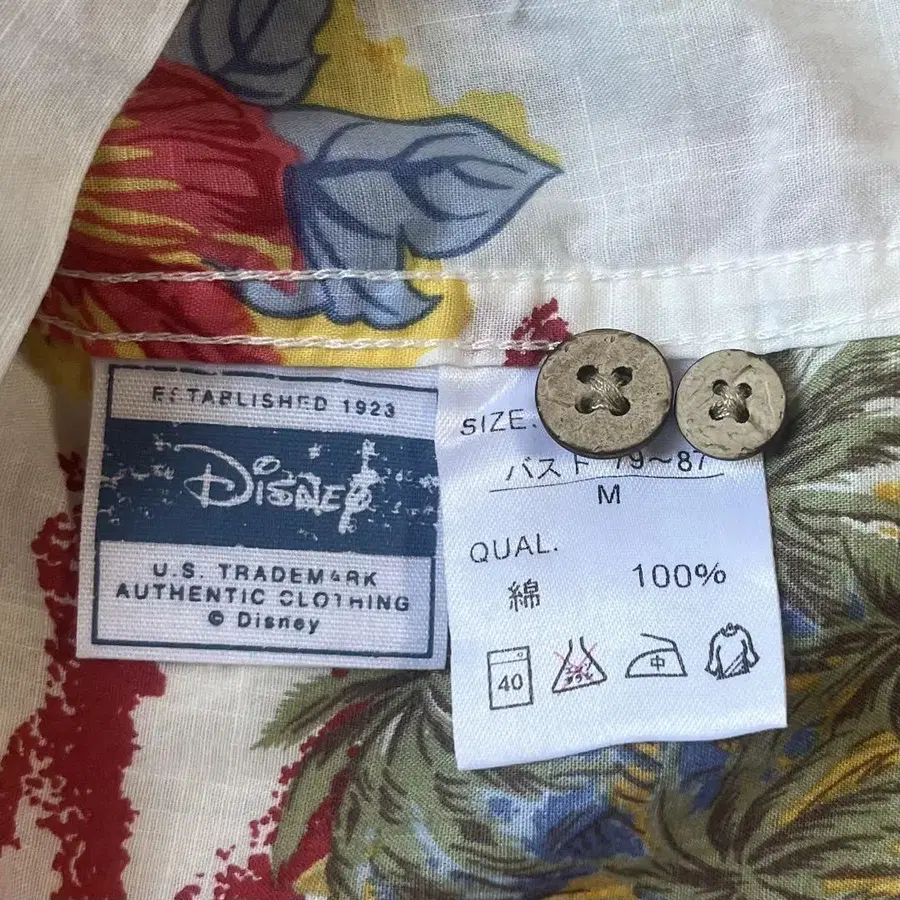 ESTABLISHED 1923
Disney
U.S. TRADEMARK
AUTHENTIC CLOTHING
© Disney
SIZE.
バスト 79~87
M
QUAL.
綿 100%
40
中